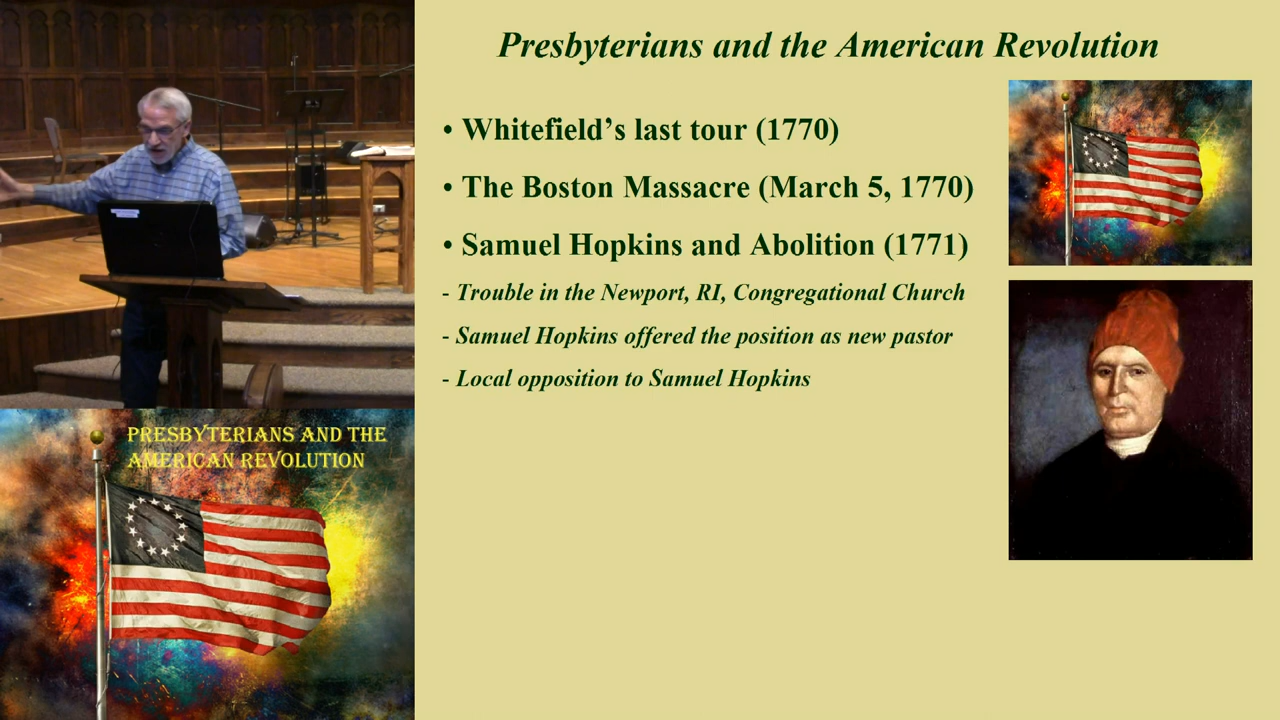 Presbyterians and the American Revolution
• Whitefield’s last tour (1770)
• The Boston Massacre (March 5, 1770)
• Samuel Hopkins and Abolition (1771)
- Trouble in the Newport, RI, Congregational Church
- Samuel Hopkins offered the position as new pastor
- Local opposition to Samuel Hopkins
PRESBYTERIANS AND THE
AMERICAN REVOLUTION